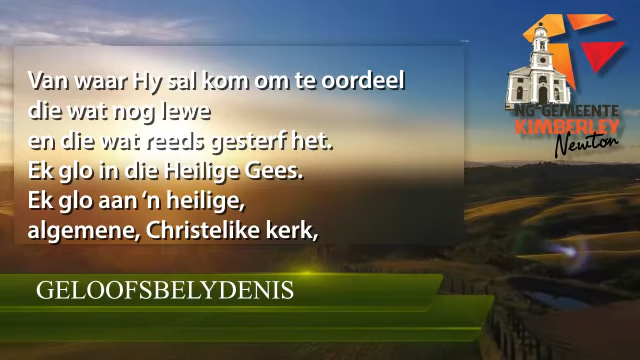 Van waar Hy sal kom om te oordeel
die wat nog lewe
en die wat reeds gesterf het.
Ek glo in die Heilige Gees.
Ek glo aan ‘n heilige,
algemene, Christelike kerk,
NG GEMEENTE
KIMBERLEY
Newton
GELOOFSBELYDENIS